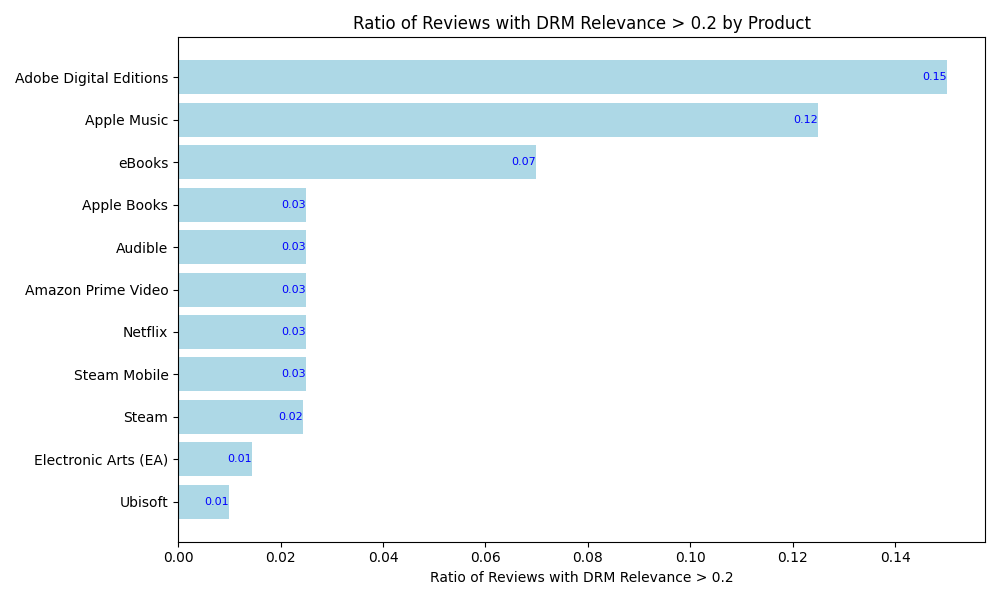 Ratio of Reviews with DRM Relevance > 0.2 by Product
Adobe Digital Editions 0.15
Apple Music 0.12
eBooks 0.07
Apple Books 0.03
Audible 0.03
Amazon Prime Video 0.03
Netflix 0.03
Steam Mobile 0.03
Steam 0.02
Electronic Arts (EA) 0.01
Ubisoft 0.01
0.00 0.02 0.04 0.06 0.08 0.10 0.12 0.14
Ratio of Reviews with DRM Relevance > 0.2